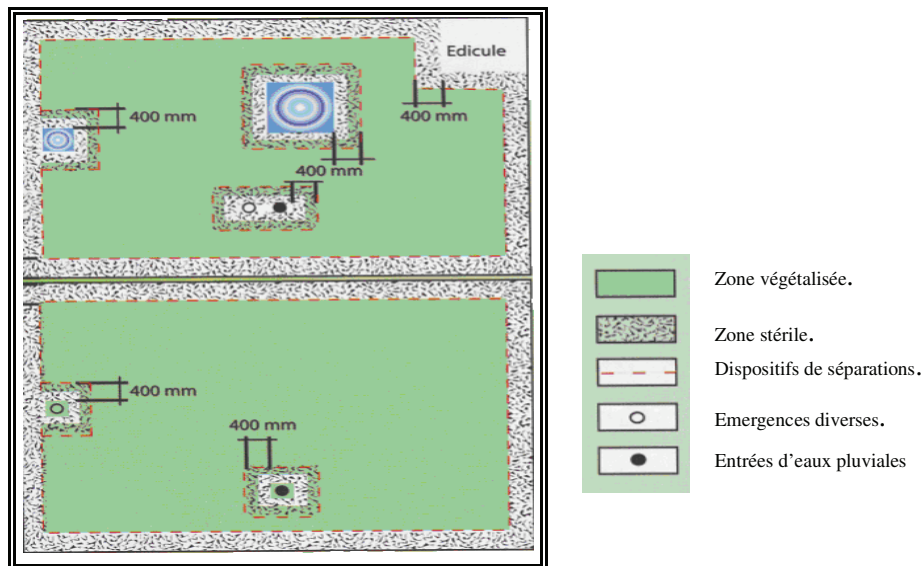 Edicule
400 mm
400 mm
400 mm
400 mm
400 mm
Zone végétalisée.
Zone stérile.
Dispositifs de séparations.
Emergences diverses.
Entrées d'eaux pluviales